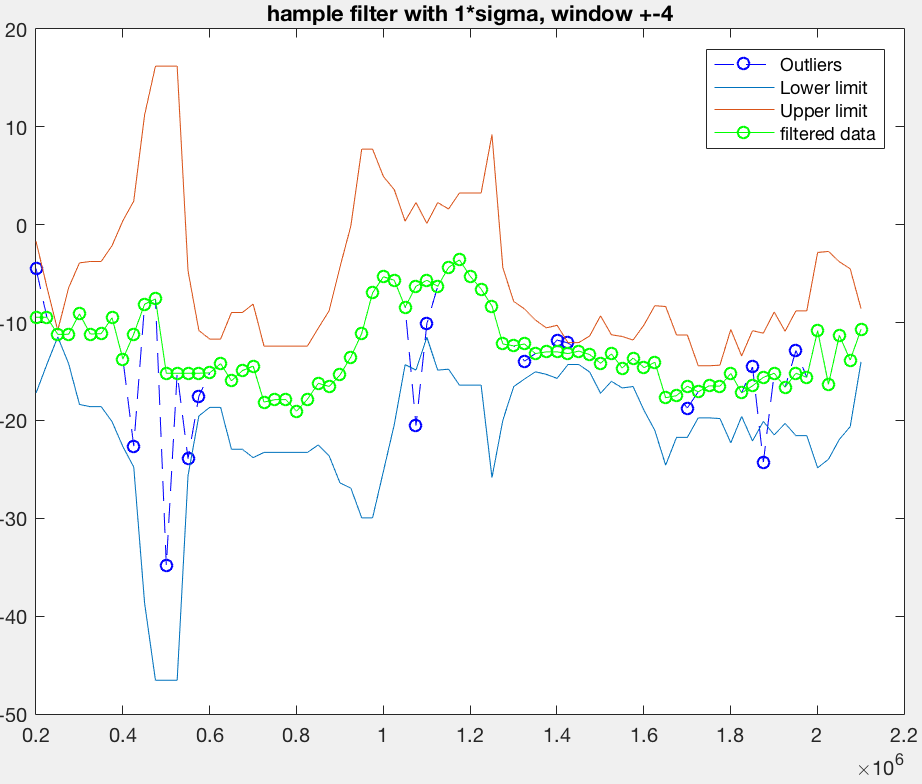 hample filter with 1*sigma, window +-4
20
10
0
-10
-20
-30
-40
-50
0.2 0.4 0.6 0.8 1 1.2 1.4 1.6 1.8 2 2.2
×10^6
Outliers
Lower limit
Upper limit
filtered data